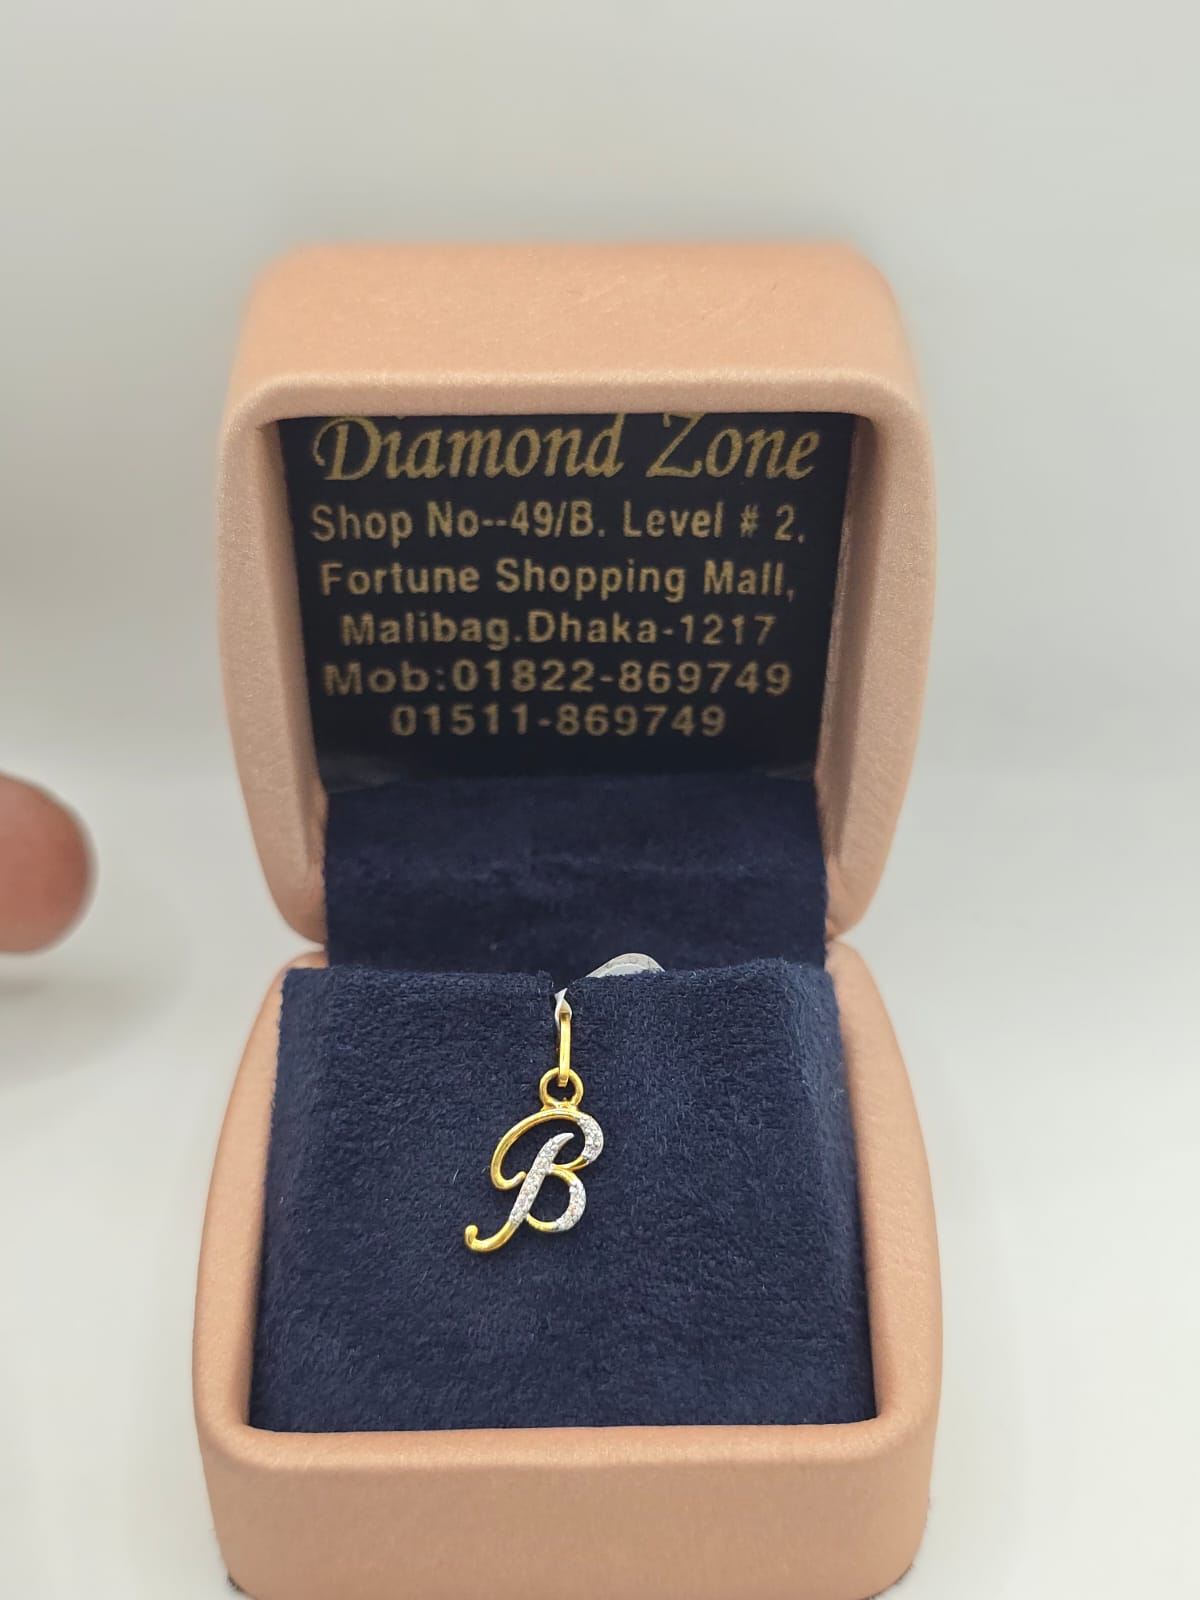 Diamond Zone
Shop No--49/B. Level # 2.
Fortune Shopping Mall,
Malibag.Dhaka-1217
Mob:01822-869749
01511-869749
B